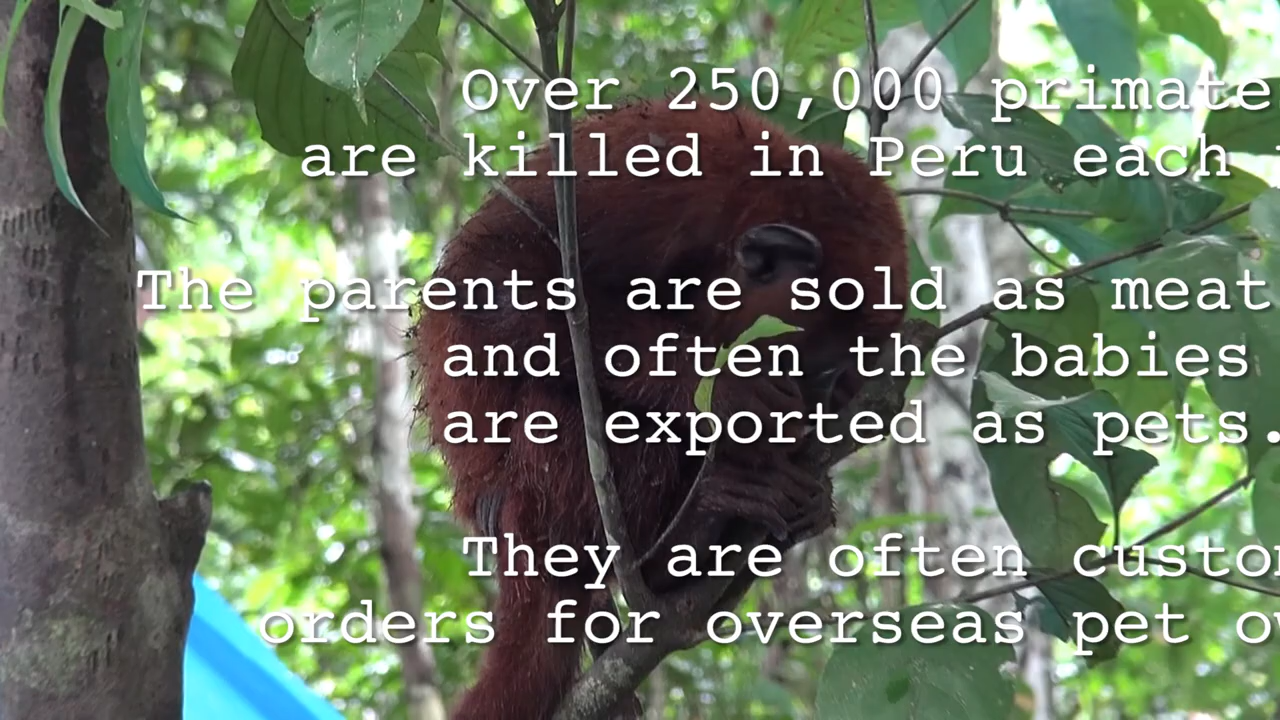 Over 250,000 primate
are killed in Peru each
The parents are sold as meat
and often the babies
are exported as pets.
They are often custom
orders for overseas pet